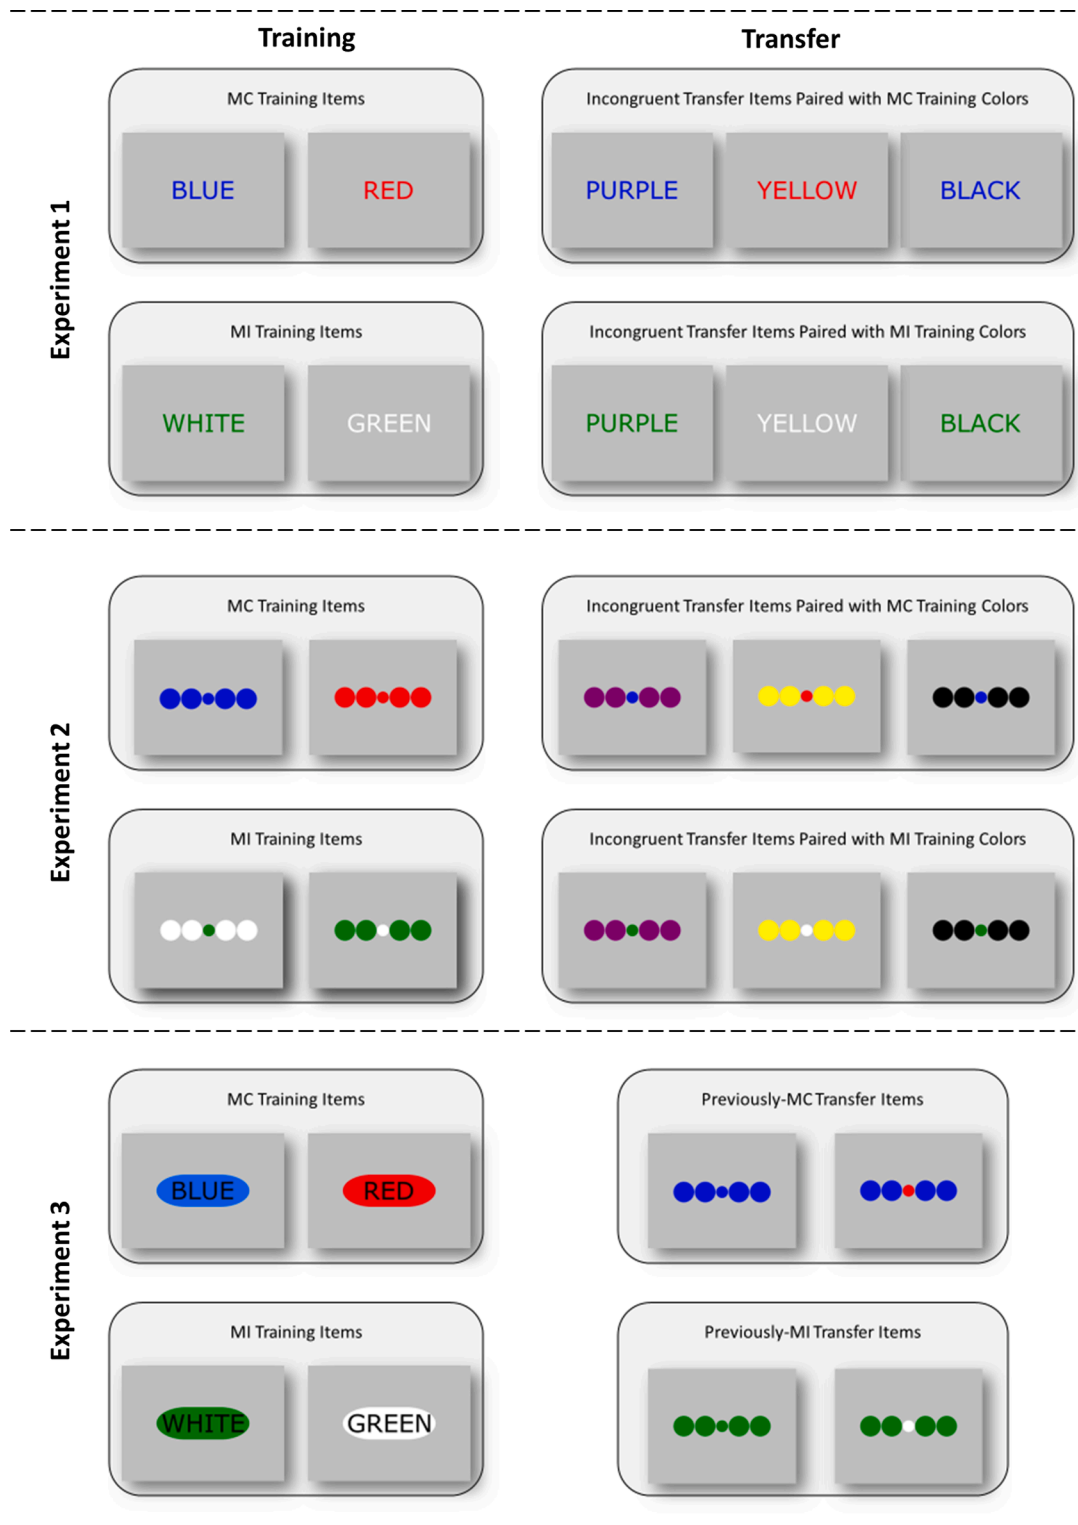 Training
Transfer
Experiment 1
MC Training Items
BLUE
RED
Incongruent Transfer Items Paired with MC Training Colors
PURPLE
YELLOW
BLACK
MI Training Items
WHITE
GREEN
Incongruent Transfer Items Paired with MI Training Colors
PURPLE
YELLOW
BLACK
Experiment 2
MC Training Items
Incongruent Transfer Items Paired with MC Training Colors
MI Training Items
Incongruent Transfer Items Paired with MI Training Colors
Experiment 3
MC Training Items
BLUE
RED
Previously-MC Transfer Items
MI Training Items
WHITE
GREEN
Previously-MI Transfer Items